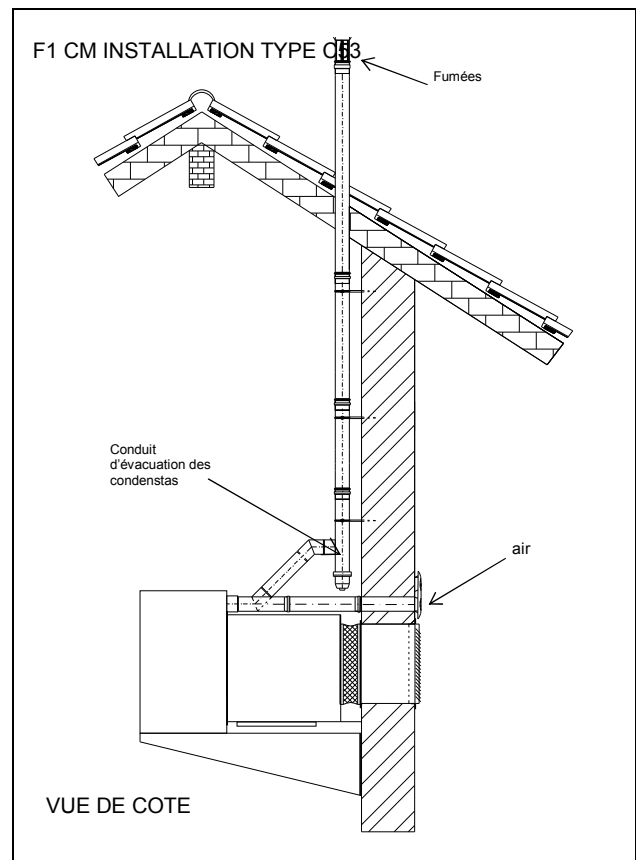 F1 CM INSTALLATION TYPE C53
Fumées
Conduit
d'évacuation des
condenstas
air
VUE DE COTE